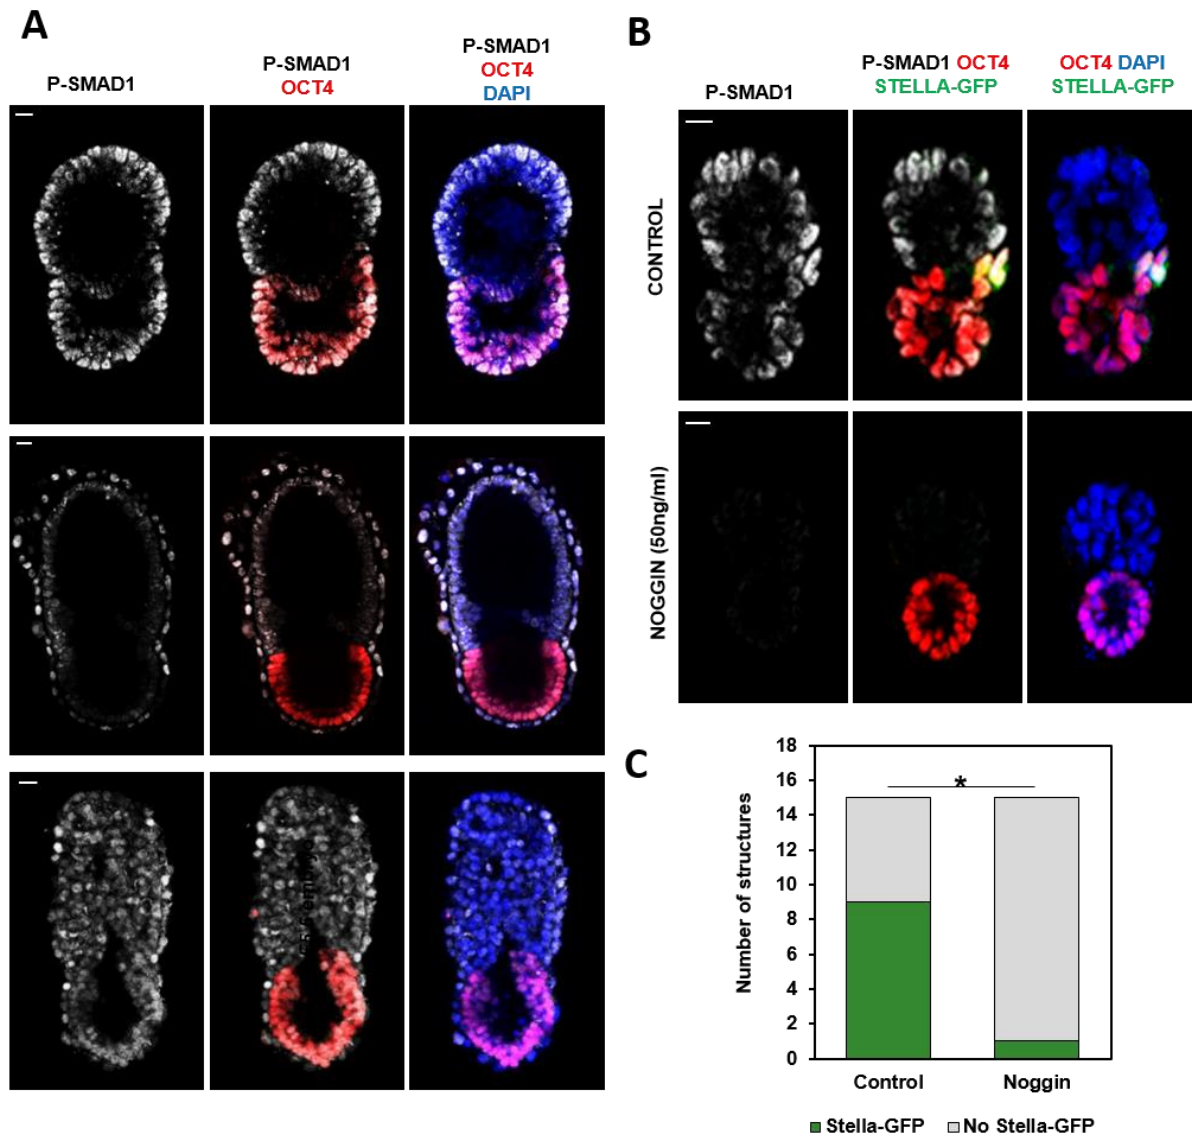 A
P-SMAD1
P-SMAD1
OCT4
P-SMAD1
OCT4
DAPI
B
P-SMAD1
P-SMAD1 OCT4
STELLA-GFP
OCT4 DAPI
STELLA-GFP
CONTROL
NOGGIN (50ng/ml)
C
Number of structures
18
16
14
12
10
8
6
4
2
0
*
Control
Noggin
Stella-GFP
No Stella-GFP